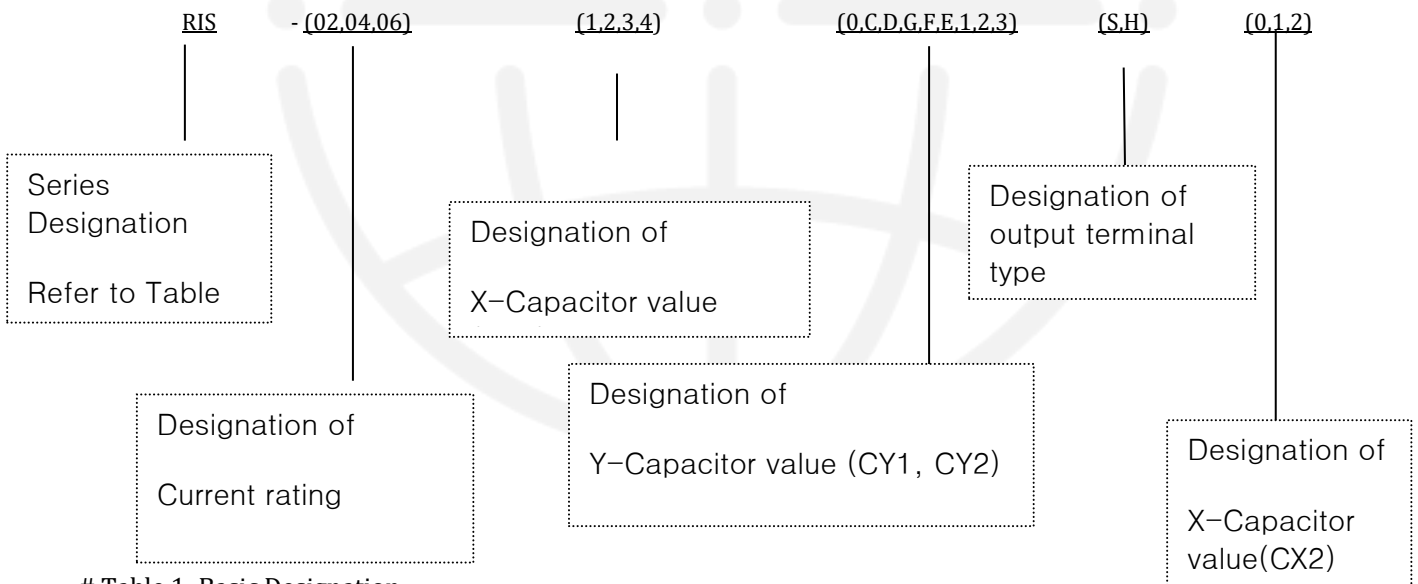 RIS - (02,04,06) (1,2,3,4) (0,C,D,G,F,E,1,2,3) (S,H) (0,1,2)
Series
Designation
Refer to Table
Designation of
X-Capacitor value
Designation of
output terminal
type
Designation of
Current rating
Designation of
Y-Capacitor value (CY1, CY2)
Designation of
X-Capacitor
value(CX2)
# Table 1. Basic Designation